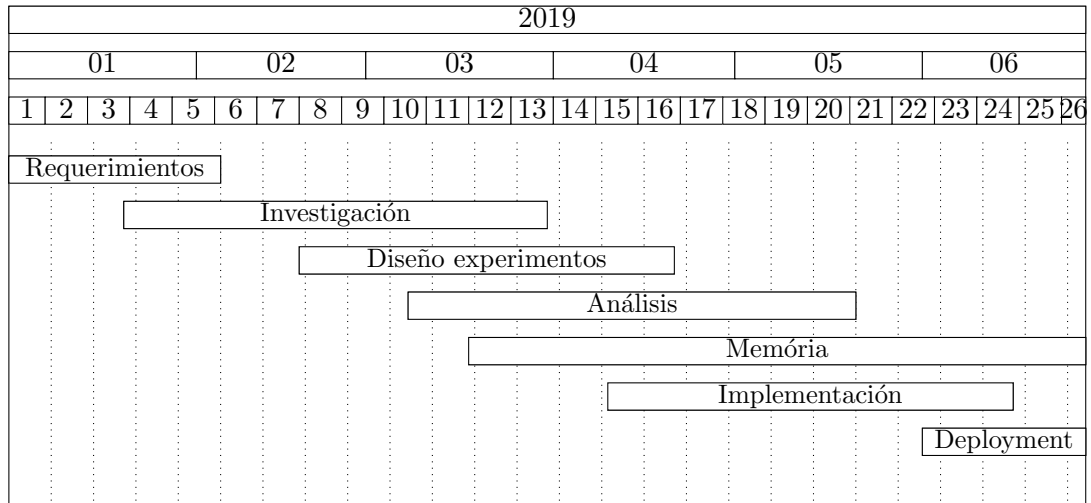 2019
01 02 03 04 05 06
1 2 3 4 5 6 7 8 9 10 11 12 13 14 15 16 17 18 19 20 21 22 23 24 25 26
Requerimientos
Investigación
Diseño experimentos
Análisis
Memória
Implementación
Deployment